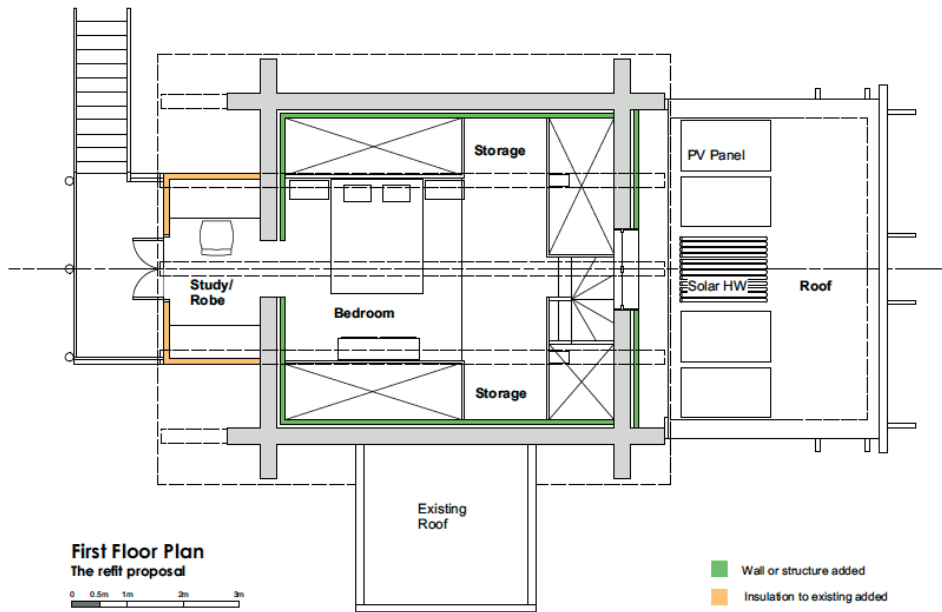 Storage
PV Panel
Study/
Robe
Solar HW
Roof
Bedroom
Storage
Existing
Roof
First Floor Plan
The refit proposal
0 0.5m 1m 2m 3m
Wall or structure added
Insulation to existing added